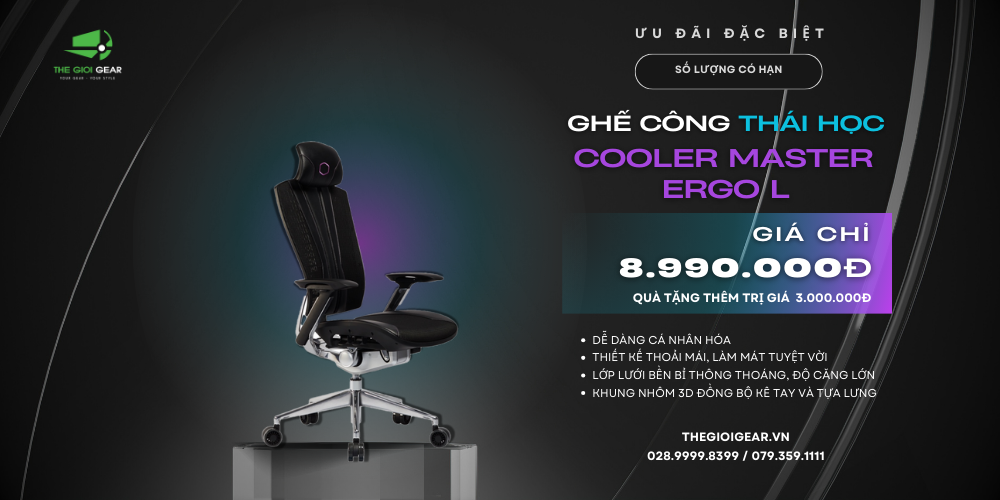 THE GIOI GEAR
YOUR GEAR - YOUR STYLE
ƯU ĐÃI ĐẶC BIỆT
SỐ LƯỢNG CÓ HẠN
GHẾ CÔNG THÁI HỌC
COOLER MASTER
ERGO L
GIÁ CHỈ
8.990.000Đ
QUÀ TẶNG THÊM TRỊ GIÁ 3.000.000Đ
• DỄ DÀNG CÁ NHÂN HÓA
• THIẾT KẾ THOẢI MÁI, LÀM MÁT TUYỆT VỜI
• LỚP LƯỚI BỀN BỈ THÔNG THOÁNG, ĐỘ CĂNG LỚN
• KHUNG NHÔM 3D ĐỒNG BỘ KÊ TAY VÀ TỰA LƯNG
THEGIOIGEAR.VN
028.9999.8399 / 079.359.1111